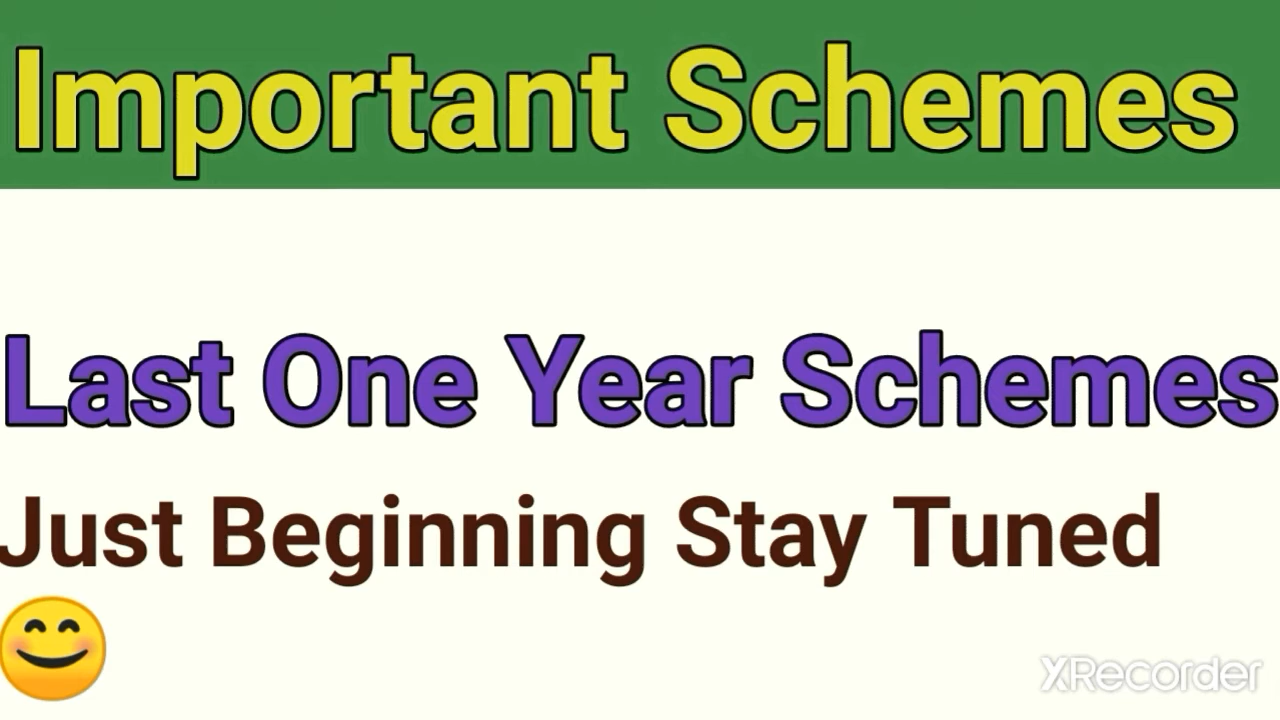 Important Schemes
Last One Year Schemes
Just Beginning Stay Tuned
😊
XRecorder